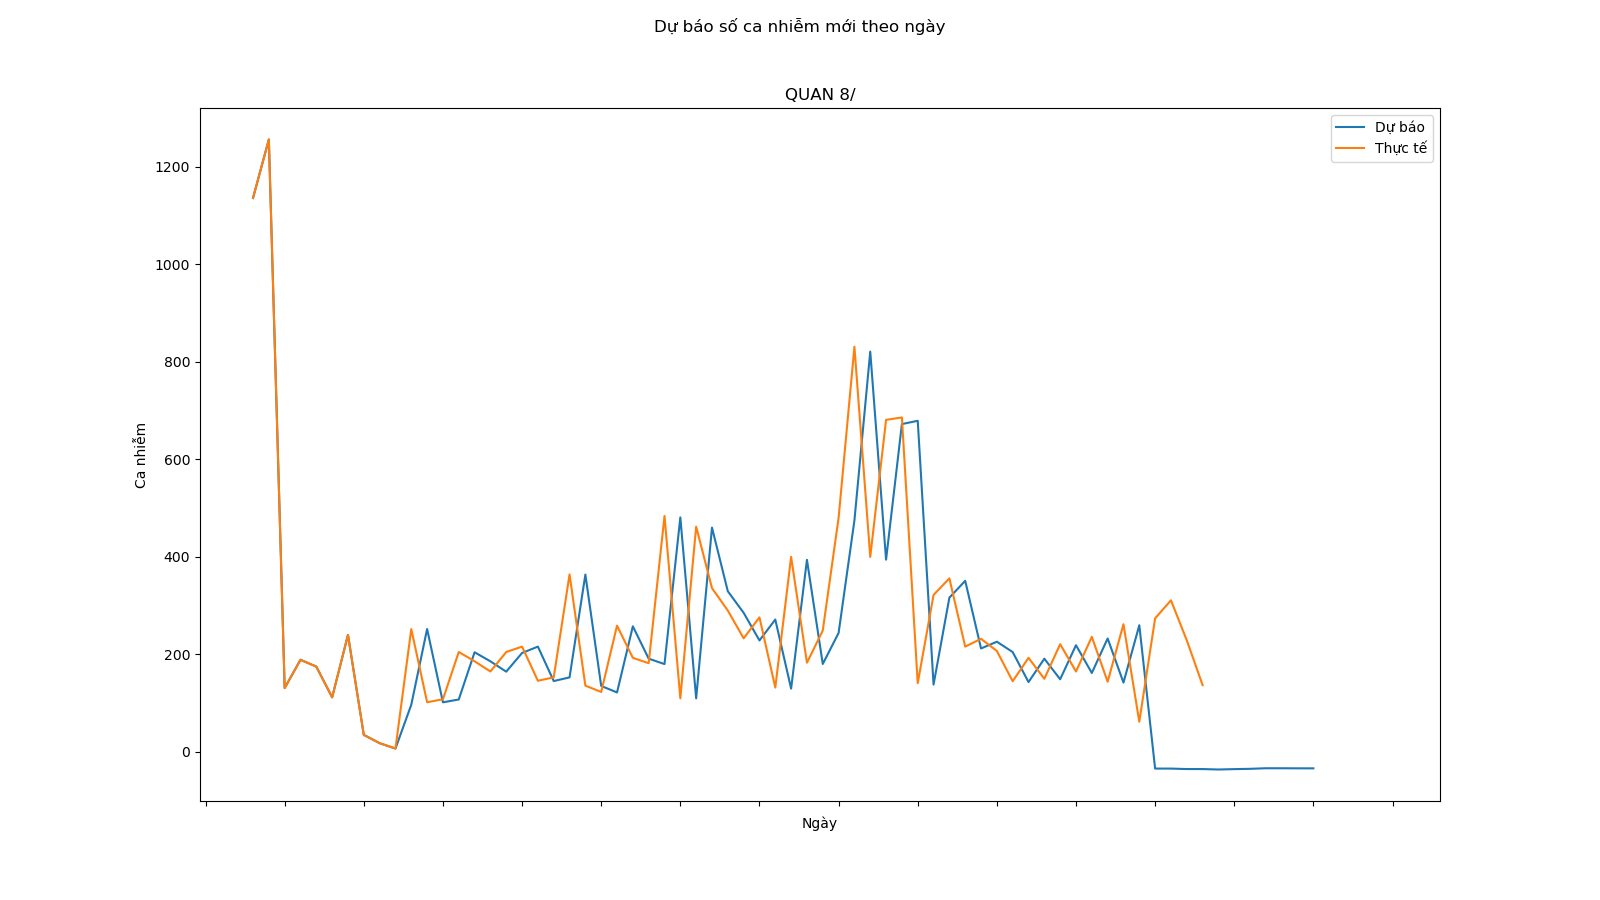 Dự báo số ca nhiễm mới theo ngày
QUAN 8/
Dự báo
Thực tế
1200
1000
800
600
400
200
0
Ca nhiễm
Ngày